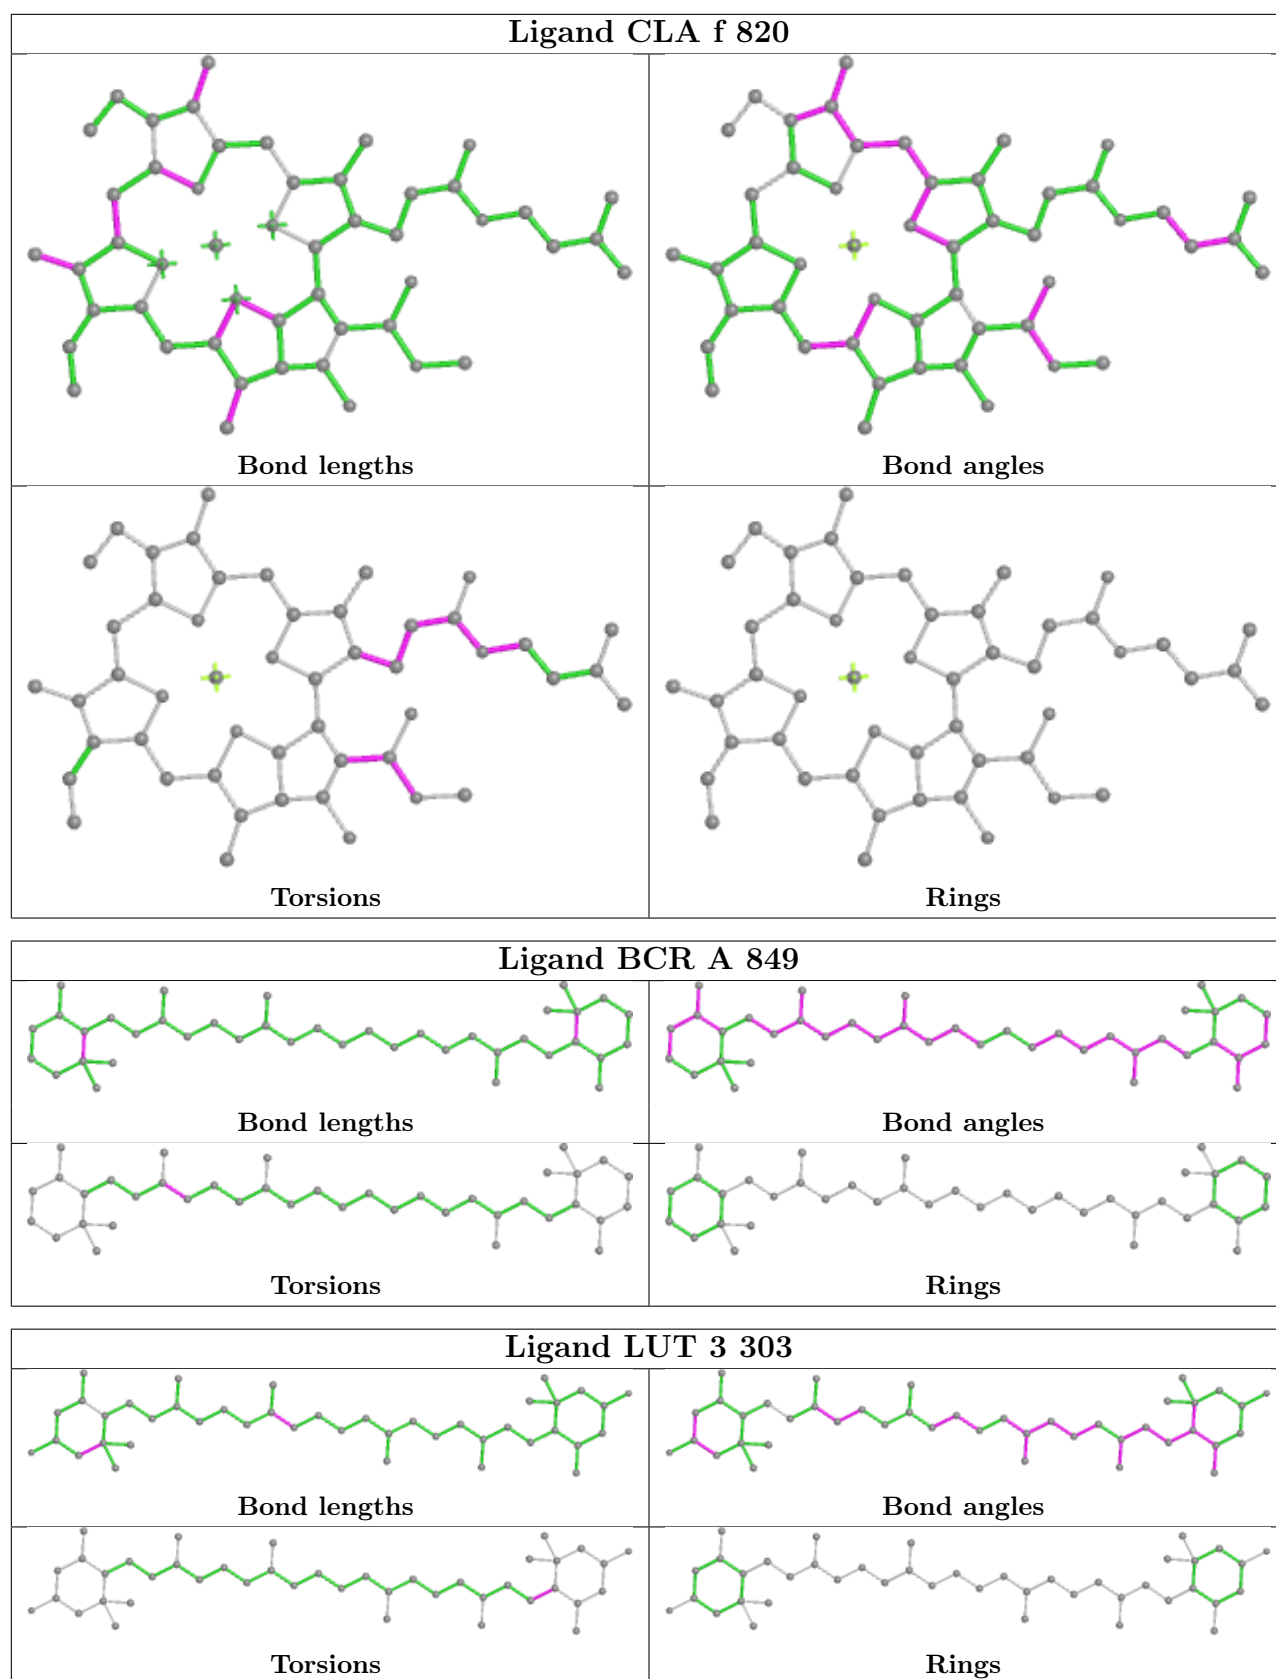 Ligand CLA f 820
Bond lengths
Bond angles
Torsions
Rings
Ligand BCR A 849
Bond lengths
Bond angles
Torsions
Rings
Ligand LUT 3 303
Bond lengths
Bond angles
Torsions
Rings